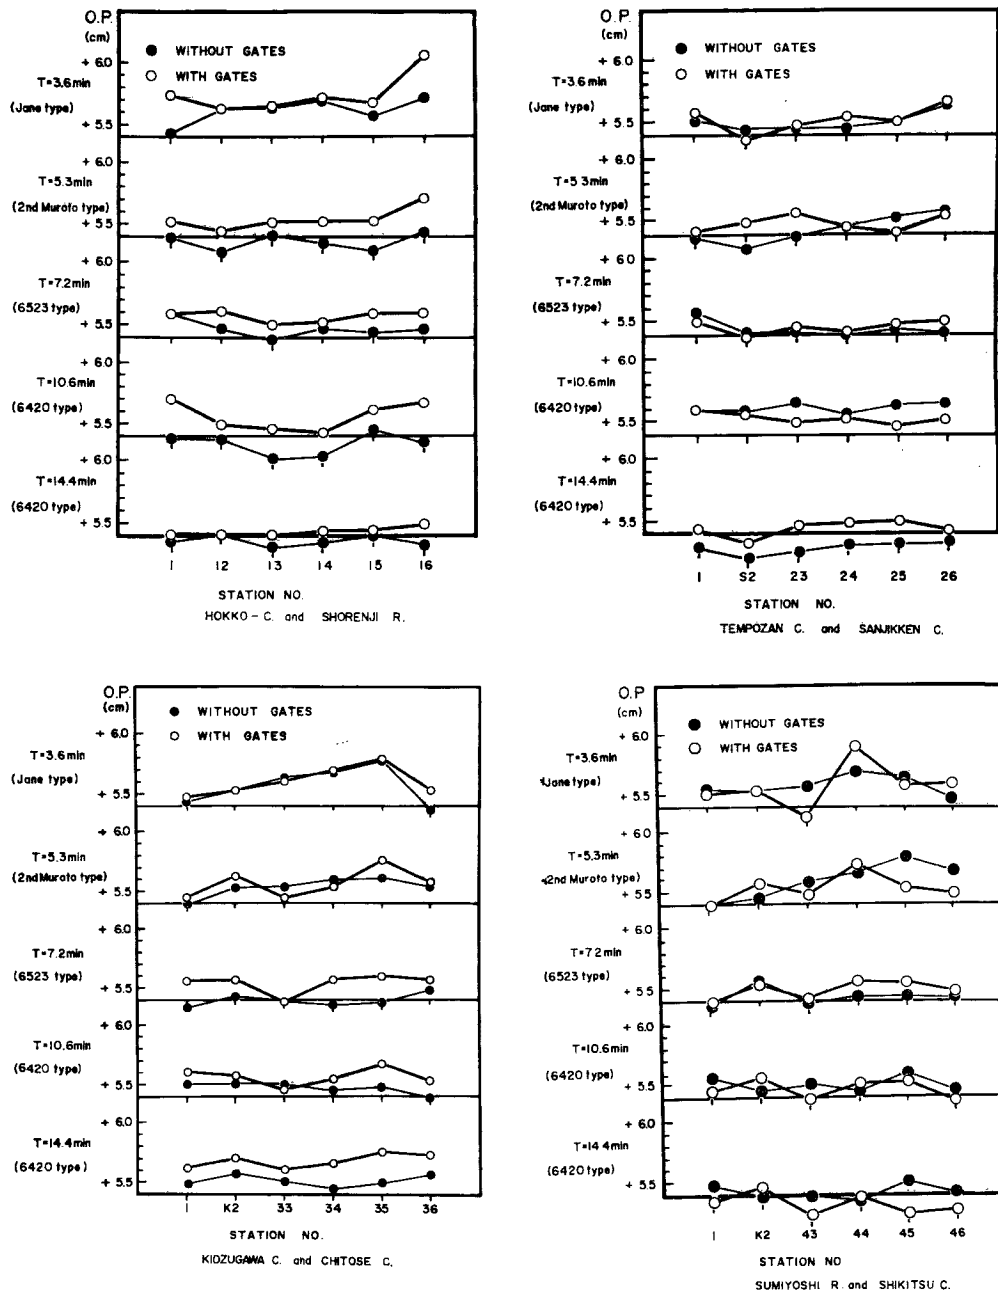 O.P.
(cm)
● WITHOUT GATES
○ WITH GATES
+ 6.0
T=3.6min
(Jane type)
+ 5.5
+ 6.0
T=5.3min
(2nd Muroto type)
+ 5.5
+ 6.0
T=7.2min
(6523 type)
+ 5.5
+ 6.0
T=10.6min
(6420 type)
+ 5.5
+ 6.0
T=14.4min
(6420 type)
+ 5.5
1 12 13 14 15 16
STATION NO.
HOKKO-C. and SHORENJI R.
O.P.
(cm)
● WITHOUT GATES
○ WITH GATES
+ 6.0
T=3.6min
(Jane type)
+ 5.5
+ 6.0
T=5 3min
(2nd Muroto type)
+ 5.5
+ 6.0
T=7.2min
(6523 type)
+ 5.5
+ 6.0
T=10.6min
(6420 type)
+ 5.5
+ 6.0
T=14.4min
(6420 type)
+ 5.5
1 S2 23 24 25 26
STATION NO.
TEMPOZAN C. and SANJIKKEN C.
O.P.
(cm)
● WITHOUT GATES
○ WITH GATES
+ 6.0
T=3.6min
(Jane type)
+ 5.5
+ 6.0
T=5.3min
(2nd Muroto type)
+ 5.5
+ 6.0
T=7.2min
(6523 type)
+ 5.5
+ 6.0
T=10.6min
(6420 type)
+ 5.5
+ 6.0
T=14.4min
(6420 type)
+ 5.5
1 K2 33 34 35 36
STATION NO.
KIDZUGAWA C. and CHITOSE C.
O.P
(cm)
● WITHOUT GATES
○ WITH GATES
+ 6.0
T=3.6min
(Jane type)
+ 5.5
+ 6.0
T=5.3min
(2nd Muroto type)
+ 5.5
+ 6.0
T=7 2min
(6523 type)
+ 5.5
+ 6.0
T=10.6min
(6420 type)
+ 5.5
+ 6.0
T=14 4min
(6420 type)
+ 5.5
1 K2 43 44 45 46
STATION NO
SUMIYOSHI R. and SHIKITSU C.